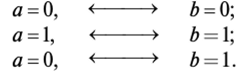 a=0, ⟷ b=0;
a=1, ⟷ b=1;
a=0, ⟷ b=1.